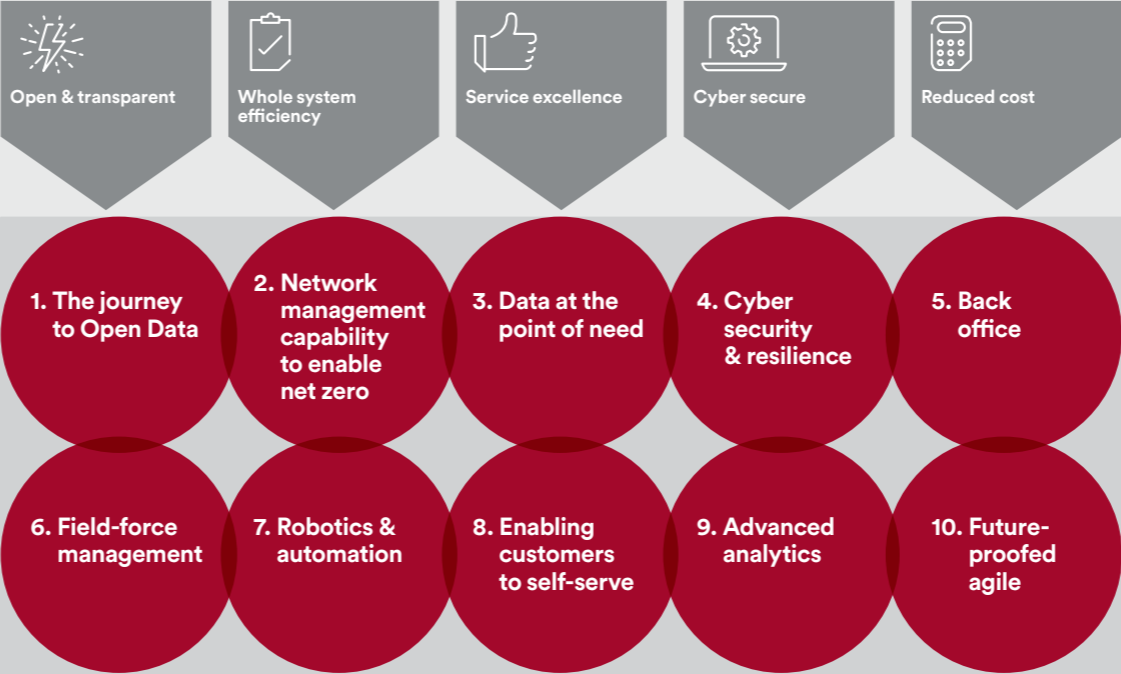 Open & transparent
Whole system
efficiency
Service excellence
Cyber secure
Reduced cost
1. The journey
to Open Data
2. Network
management
capability
to enable
net zero
3. Data at the
point of need
4. Cyber
security
& resilience
5. Back
office
6. Field-force
management
7. Robotics &
automation
8. Enabling
customers
to self-serve
9. Advanced
analytics
10. Future-
proofed
agile